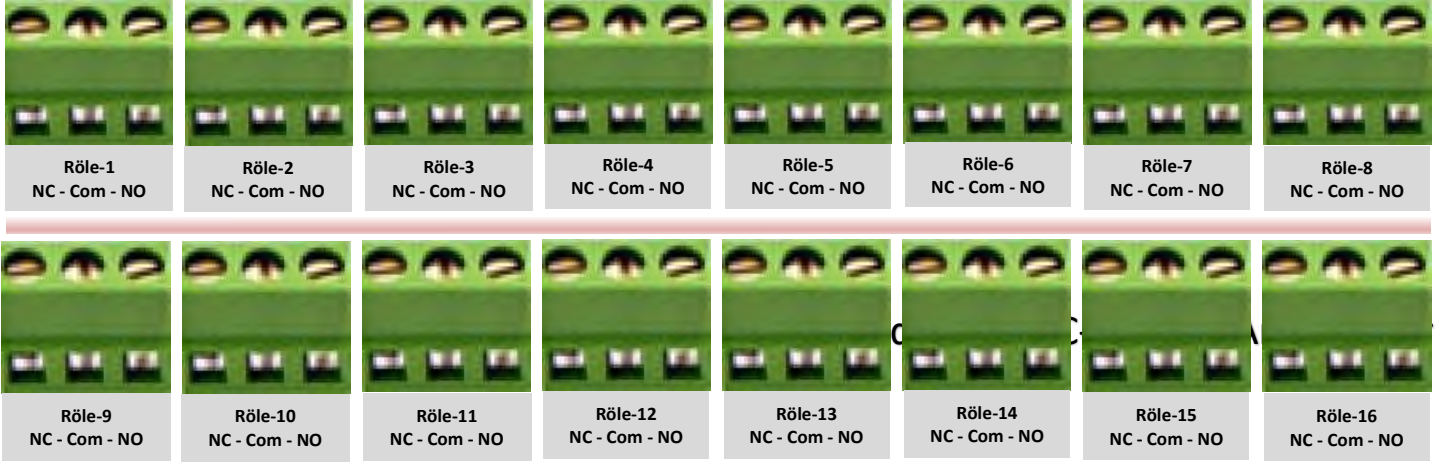 Röle-1
NC - Com - NO
Röle-2
NC - Com - NO
Röle-3
NC - Com - NO
Röle-4
NC - Com - NO
Röle-5
NC - Com - NO
Röle-6
NC - Com - NO
Röle-7
NC - Com - NO
Röle-8
NC - Com - NO
Röle-9
NC - Com - NO
Röle-10
NC - Com - NO
Röle-11
NC - Com - NO
Röle-12
NC - Com - NO
Röle-13
NC - Com - NO
Röle-14
NC - Com - NO
Röle-15
NC - Com - NO
Röle-16
NC - Com - NO